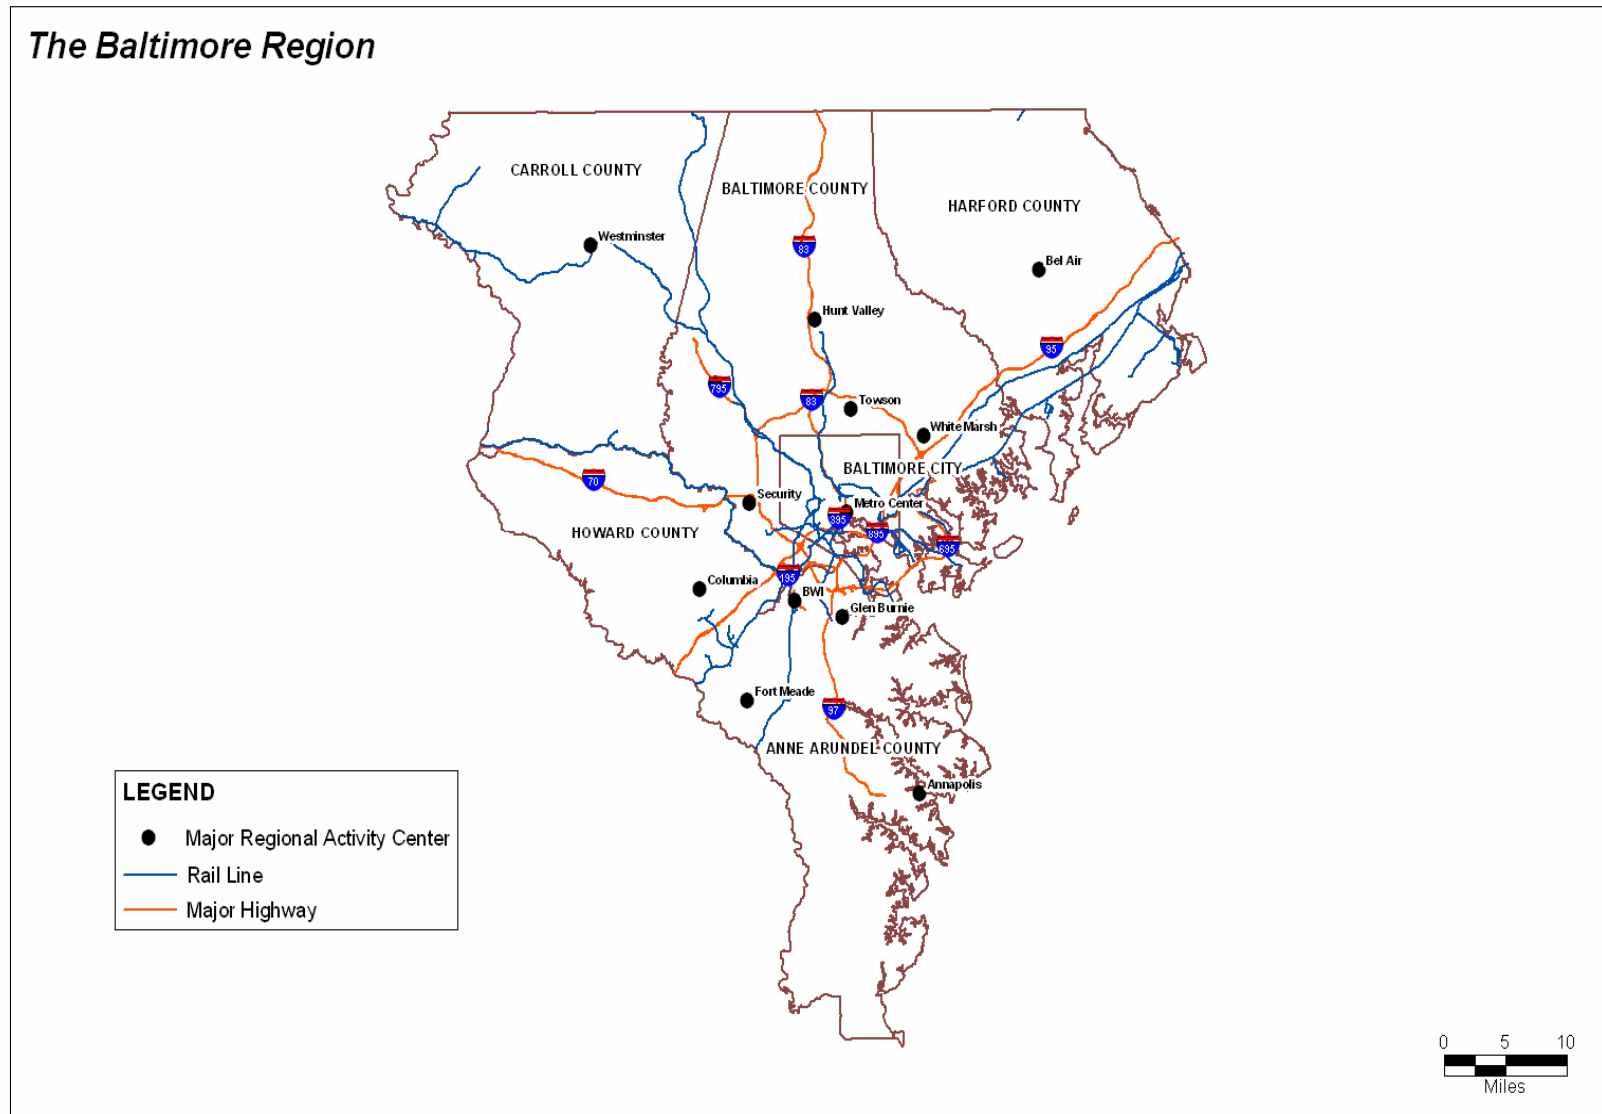 The Baltimore Region
CARROLL COUNTY
BALTIMORE COUNTY
HARFORD COUNTY
Westminster
83
Bel Air
Hunt Valley
95
795
83
Towson
White Marsh
BALTIMORE CITY
70
Security
Metro Center
395
895
HOWARD COUNTY
695
195
Columbia
BWI
Glen Burnie
Fort Meade
97
ANNE ARUNDEL COUNTY
Annapolis
LEGEND
Major Regional Activity Center
Rail Line
Major Highway
0 5 10
Miles